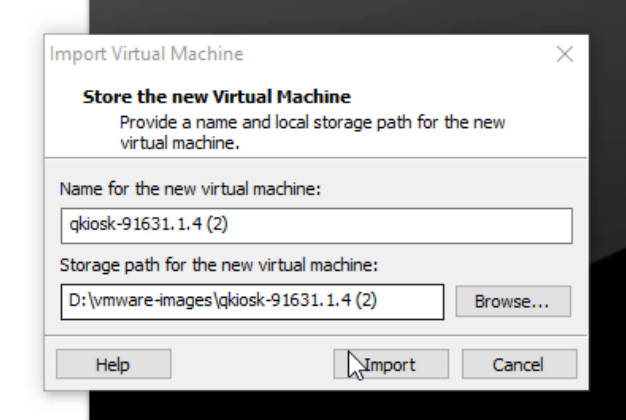 Import Virtual Machine
Store the new Virtual Machine
Provide a name and local storage path for the new
virtual machine.
Name for the new virtual machine:
qkiosk-91631.1.4 (2)
Storage path for the new virtual machine:
D:\vmware-images\qkiosk-91631.1.4 (2)
Browse...
Help
Import
Cancel